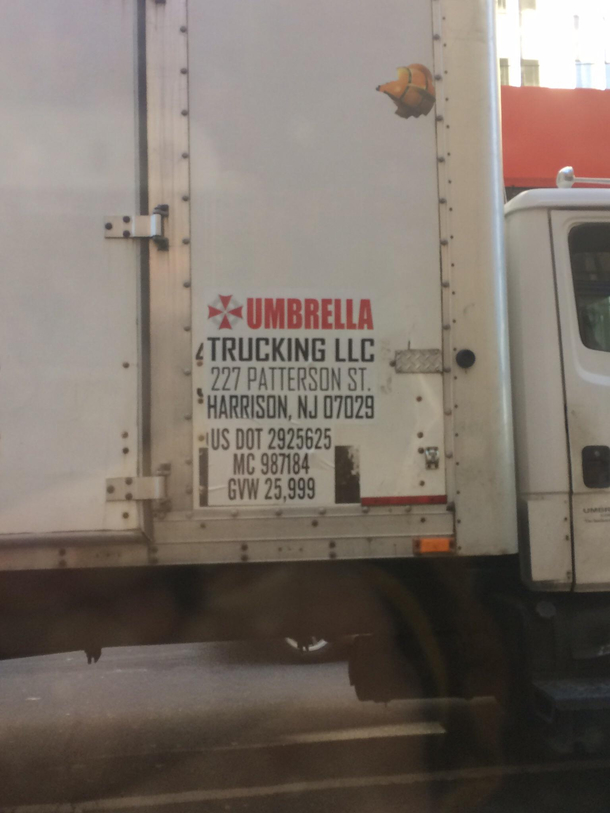 UMBRELLA
TRUCKING LLC
227 PATTERSON ST.
HARRISON, NJ 07029
US DOT 2925625
MC 987184
GVW 25,999